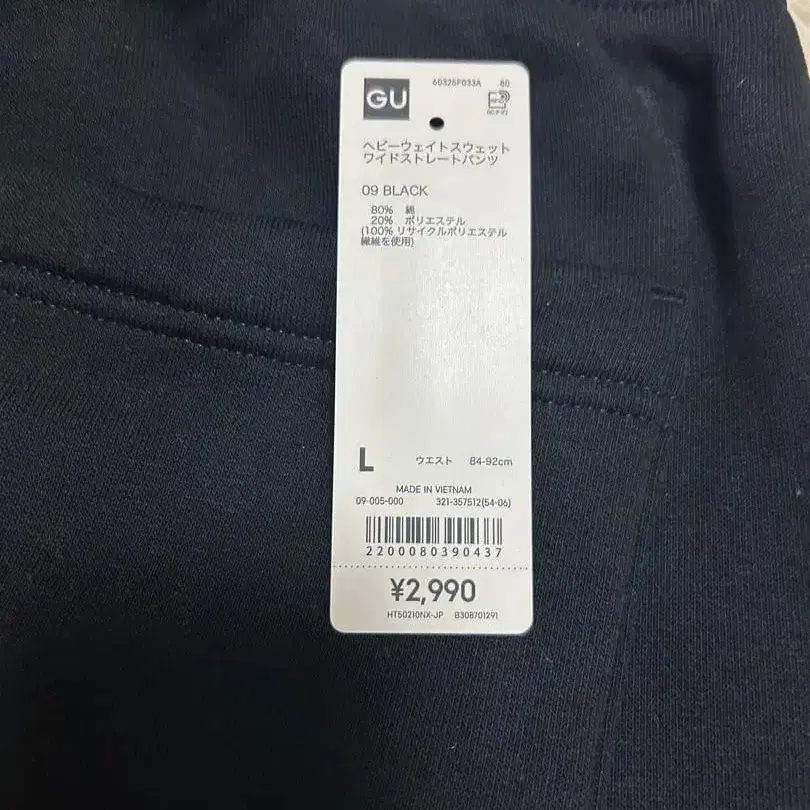 GU
60325F033A 60
ヘビーウェイトスウェット
ワイドストレートパンツ
09 BLACK
80% 綿
20% ポリエステル
(100% リサイクルポリエステル
繊維を使用)
L ウエスト 84-92cm
MADE IN VIETNAM
09-005-000 321-357512(54-06)
2200080390437
¥2,990
HT50210NX-JP B308701291